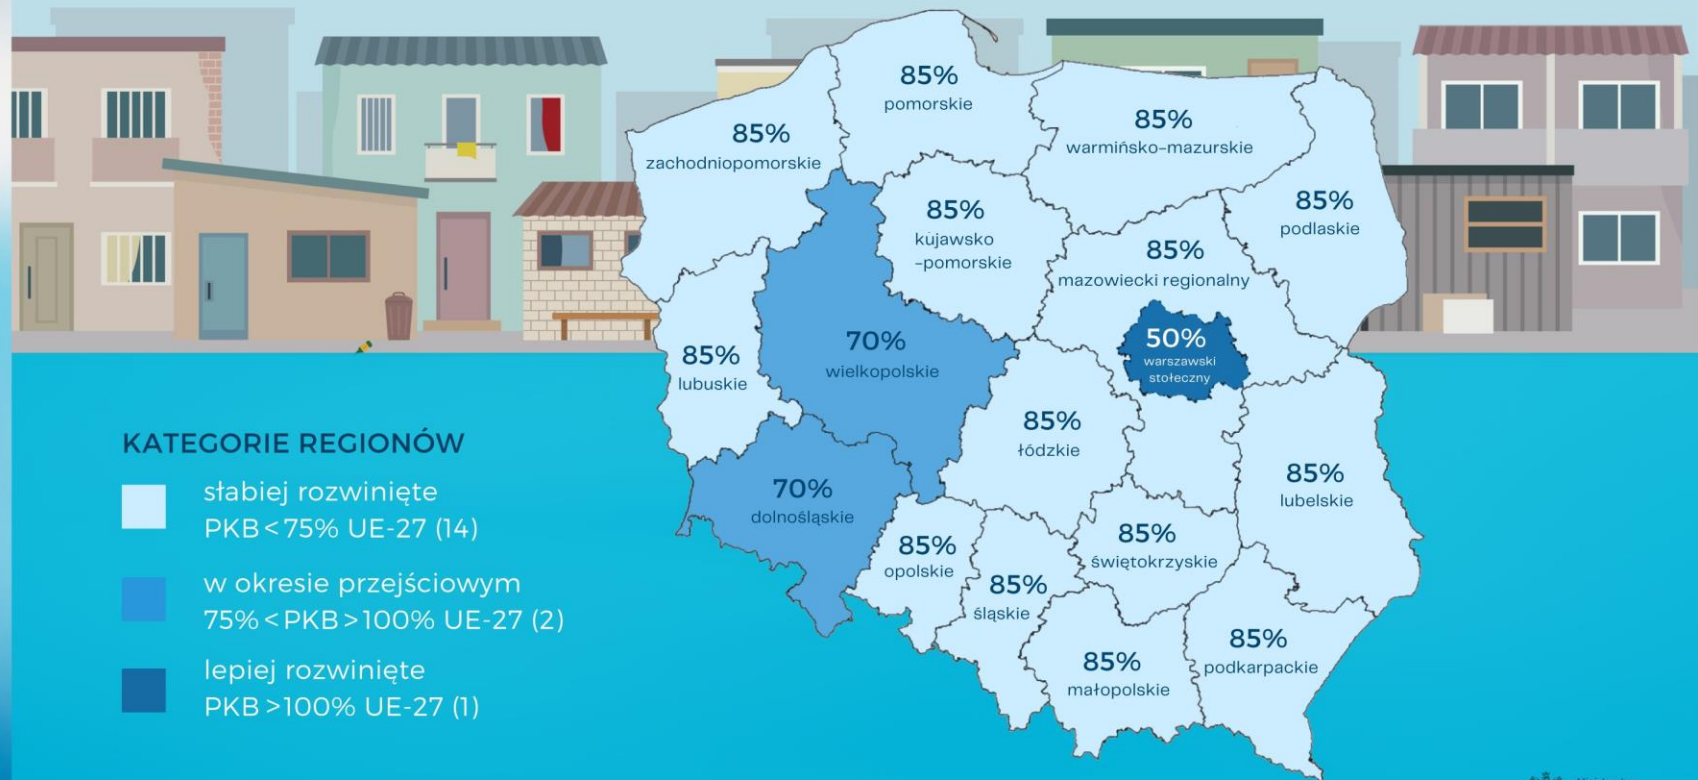 85%
pomorskie
85%
zachodniopomorskie
85%
warmińsko-mazurskie
85%
podlaskie
85%
kujawsko
-pomorskie
85%
mazowiecki regionalny
50%
warszawski
stołeczny
70%
wielkopolskie
85%
lubuskie
85%
łódzkie
85%
lubelskie
70%
dolnośląskie
85%
opolskie
85%
śląskie
85%
świętokrzyskie
85%
małopolskie
85%
podkarpackie
KATEGORIE REGIONÓW
słabiej rozwinięte
PKB<75% UE-27 (14)
w okresie przejściowym
75%<PKB>100% UE-27 (2)
lepiej rozwinięte
PKB>100% UE-27 (1)